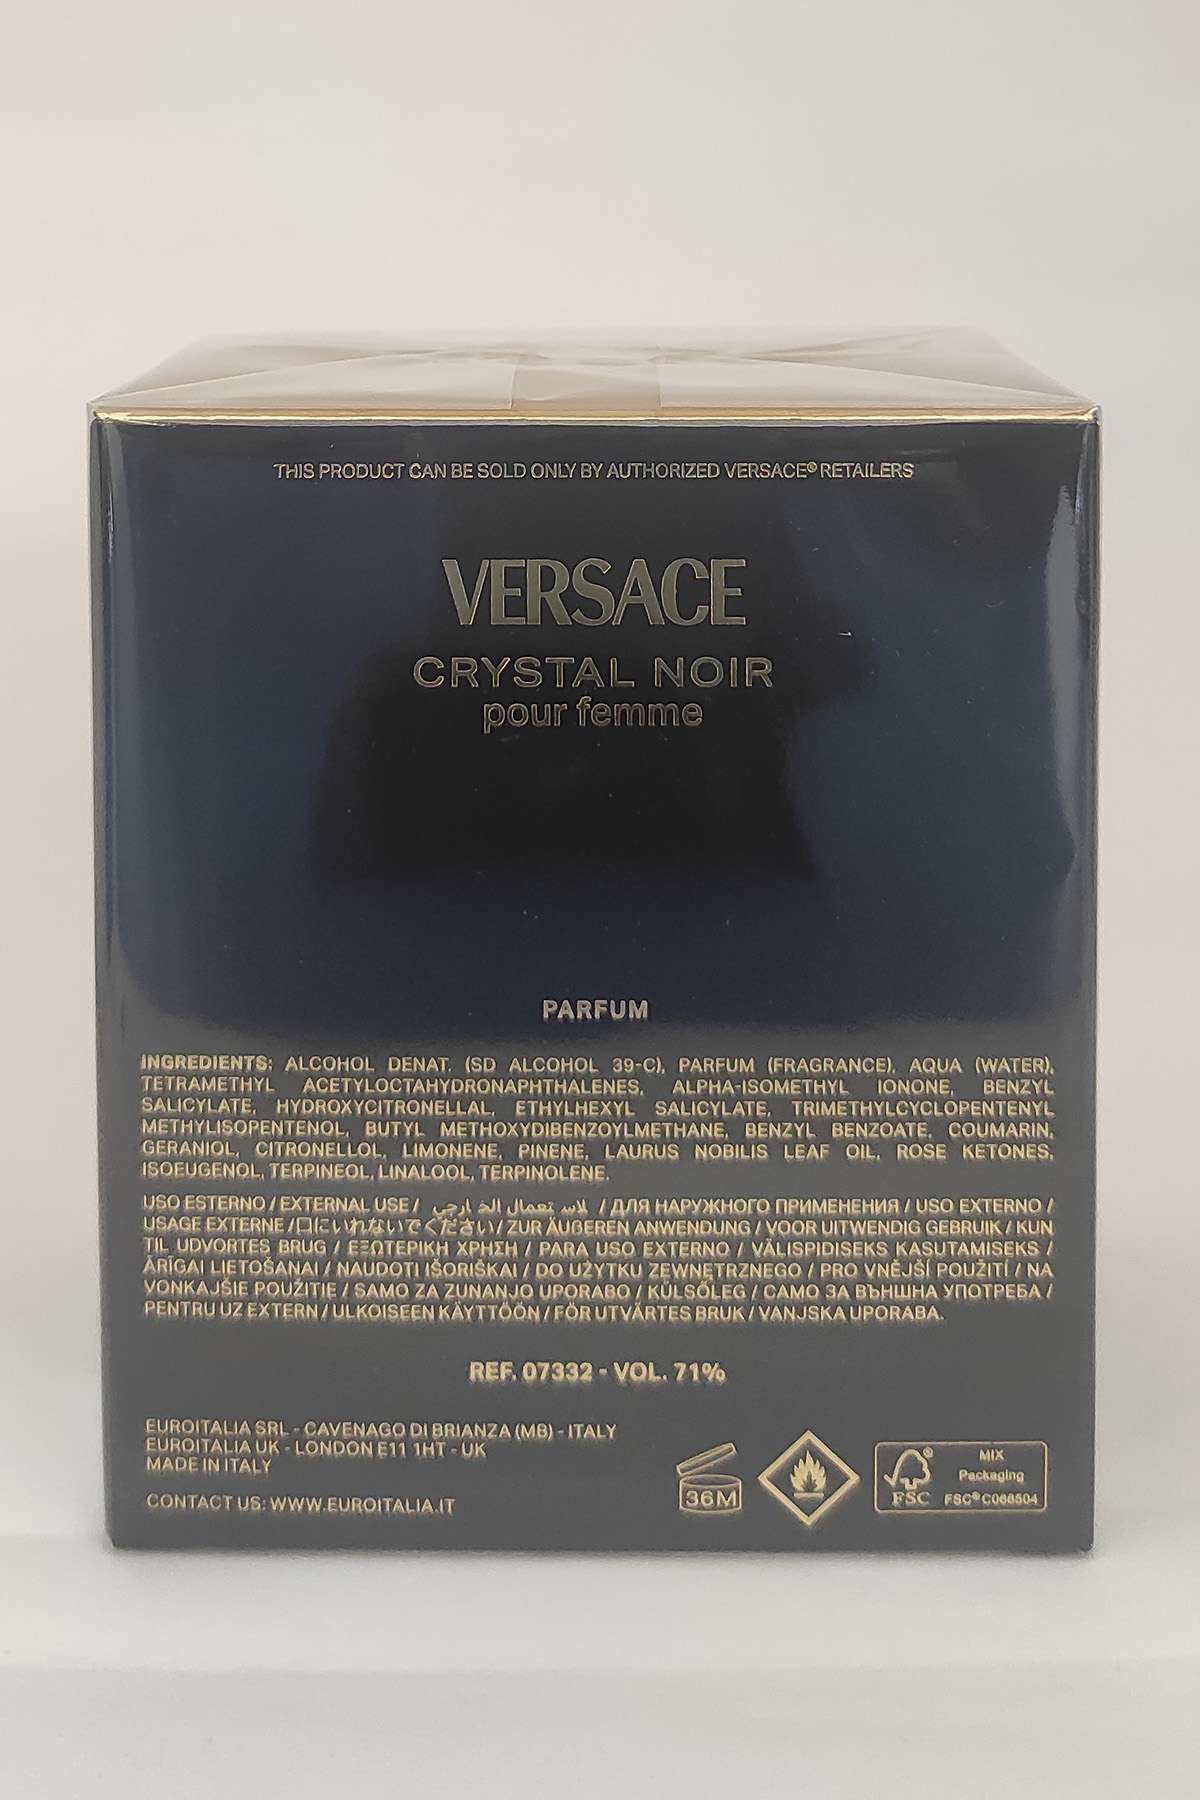 THIS PRODUCT CAN BE SOLD ONLY BY AUTHORIZED VERSACE® RETAILERS
VERSACE
CRYSTAL NOIR
pour femme
PARFUM
INGREDIENTS: ALCOHOL DENAT. (SD ALCOHOL 39-C), PARFUM (FRAGRANCE), AQUA (WATER),
TETRAMETHYL ACETYLOCTAHYDRONAPHTHALENES, ALPHA-ISOMETHYL IONONE, BENZYL
SALICYLATE, HYDROXYCITRONELLAL, ETHYLHEXYL SALICYLATE, TRIMETHYLCYCLOPENTENYL
METHYLISOPENTENOL, BUTYL METHOXYDIBENZOYLMETHANE, BENZYL BENZOATE, COUMARIN,
GERANIOL, CITRONELLOL, LIMONENE, PINENE, LAURUS NOBILIS LEAF OIL, ROSE KETONES,
ISOEUGENOL, TERPINEOL, LINALOOL, TERPINOLENE.
USO ESTERNO / EXTERNAL USE / / ДЛЯ НАРУЖНОГО ПРИМЕНЕНИЯ / USO EXTERNO /
USAGE EXTERNE /口にいれないでください/ ZUR ÄUßEREN ANWENDUNG / VOOR UITWENDIG GEBRUIK / KUN
TIL UDVORTES BRUG / ΕΞΩΤΕΡΙΚΗ ΧΡΗΣΗ / PARA USO EXTERNO / VÄLISPIDISEKS KASUTAMISEKS /
ĀRĪGAI LIETOŠANAI / NAUDOTI IŠORIŠKAI / DO UŻYTKU ZEWNĘTRZNEGO / PRO VNĚJŠÍ POUŽITÍ / NA
VONKAJŠIE POUŽITIE / SAMO ZA ZUNANJO UPORABO / KÜLSŐLEG / САМО ЗА ВЪНШНА УПОТРЕБА /
PENTRU UZ EXTERN / ULKOISEEN KÄYTTÖÖN / FÖR UTVÄRTES BRUK / VANJSKA UPORABA.
REF. 07332 - VOL. 71%
EUROITALIA SRL - CAVENAGO DI BRIANZA (MB) - ITALY
EUROITALIA UK - LONDON E11 1HT - UK
MADE IN ITALY
CONTACT US: WWW.EUROITALIA.IT
36M
FSC
MIX
Packaging
FSC® C066504